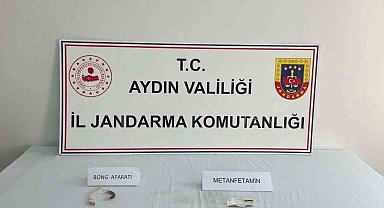 T.C.
AYDIN VALİLİĞİ
İL JANDARMA KOMUTANLIĞI
BONG APARATI
METANFETAMİN